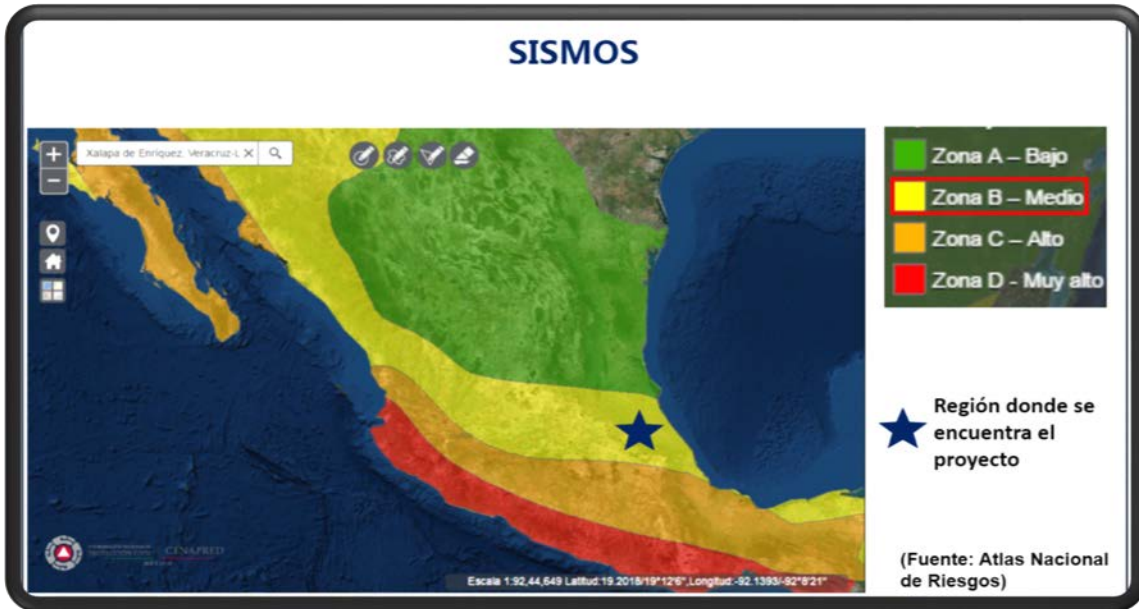 SISMOS
+
Xalapa de Enríquez, Veracruz-L
−
Zona A – Bajo
Zona B – Medio
Zona C – Alto
Zona D - Muy alto
Región donde se
encuentra el
proyecto
CENAPRED
Escala 1:92,44,649 Latitud:19.2018/19°12'6",Longitud:-92.1393/-92°8'21"
(Fuente: Atlas Nacional
de Riesgos)